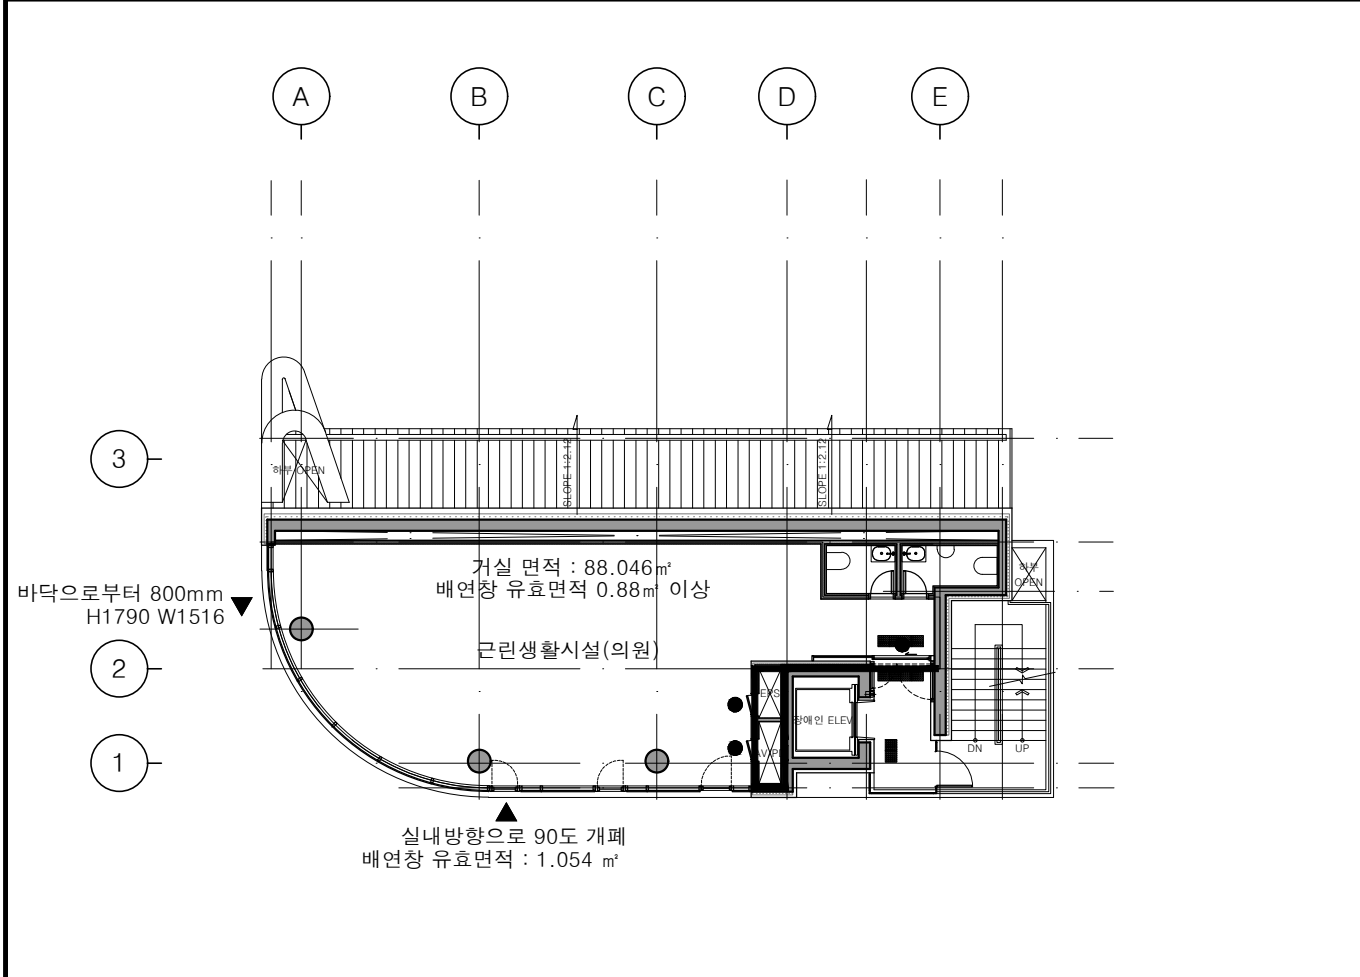 A
B
C
D
E
3
SLOPE 1:2.12
SLOPE 1:2.12
하부 OPEN
거실 면적 : 88.046㎡
배연창 유효면적 0.88㎡ 이상
하부
OPEN
바닥으로부터 800mm
H1790 W1516
근린생활시설(의원)
2
EPS
장애인 ELEV
DN
UP
1
실내방향으로 90도 개폐
배연창 유효면적 : 1.054 ㎡